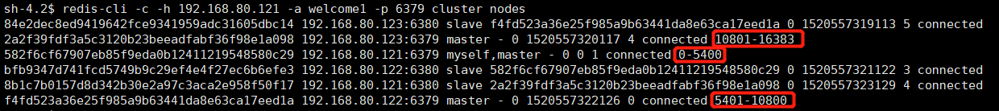 sh-4.2$ redis-cli -c -h 192.168.80.121 -a welcome1 -p 6379 cluster nodes
84e2dec8ed9419642fce9341959adc31605dbc14 192.168.80.123:6380 slave f4fd523a36e25f985a9b63441da8e63ca17eed1a 0 1520557319113 5 connected
2a2f39fdf3a5c3120b23beeadfabf36f98e1a098 192.168.80.123:6379 master - 0 1520557320117 4 connected 10801-16383
582f6cf67907eb85f9eda0b12411219548580c29 192.168.80.121:6379 myself,master - 0 0 1 connected 0-5400
bfb9347d741fcd5749b9c29ef4e4f27ec6b6efe3 192.168.80.122:6380 slave 582f6cf67907eb85f9eda0b12411219548580c29 0 1520557321122 3 connected
8b1c7b0157d8d342b30e2a97c3aca2e958f50f17 192.168.80.121:6380 slave 2a2f39fdf3a5c3120b23beeadfabf36f98e1a098 0 1520557323129 4 connected
f4fd523a36e25f985a9b63441da8e63ca17eed1a 192.168.80.122:6379 master - 0 1520557322126 0 connected 5401-10800